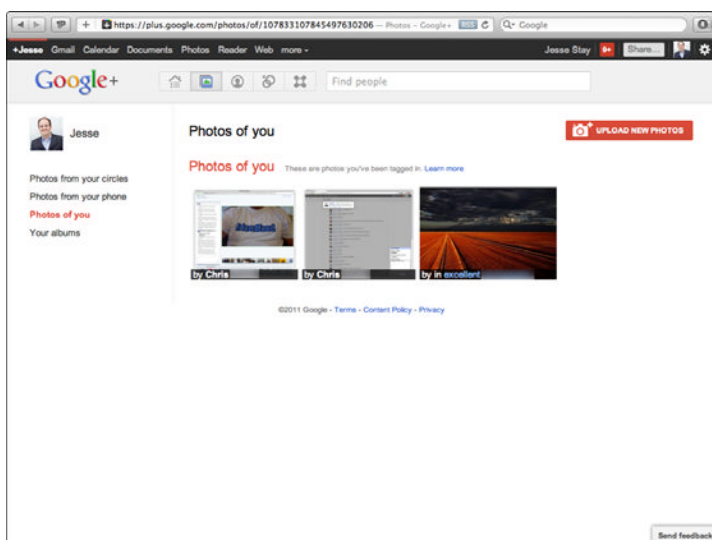 https://plus.google.com/photos/of/107833107845497630206 — Photos – Google+ RSS Google
+Jesse Gmail Calendar Documents Photos Reader Web more Jesse Stay 9+ Share...
Google+ Find people
Jesse
Photos of you
UPLOAD NEW PHOTOS
Photos of you These are photos you've been tagged in. Learn more
Photos from your circles
Photos from your phone
Photos of you
Your albums
by Chris by Chris by in excellent
©2011 Google - Terms - Content Policy - Privacy
Send feedback